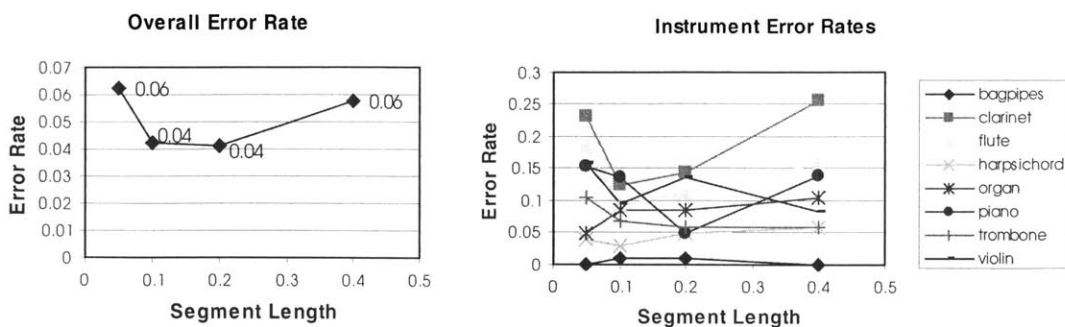 Overall Error Rate
Error Rate
0.07
0.06
0.05
0.04
0.03
0.02
0.01
0
0.06
0.04
0.04
0.06
0
0.1
0.2
0.3
0.4
0.5
Segment Length
Instrument Error Rates
Error Rate
0.3
0.25
0.2
0.15
0.1
0.05
0
0
0.1
0.2
0.3
0.4
0.5
Segment Length
bagpipes
clarinet
flute
harpsichord
organ
piano
trombone
violin